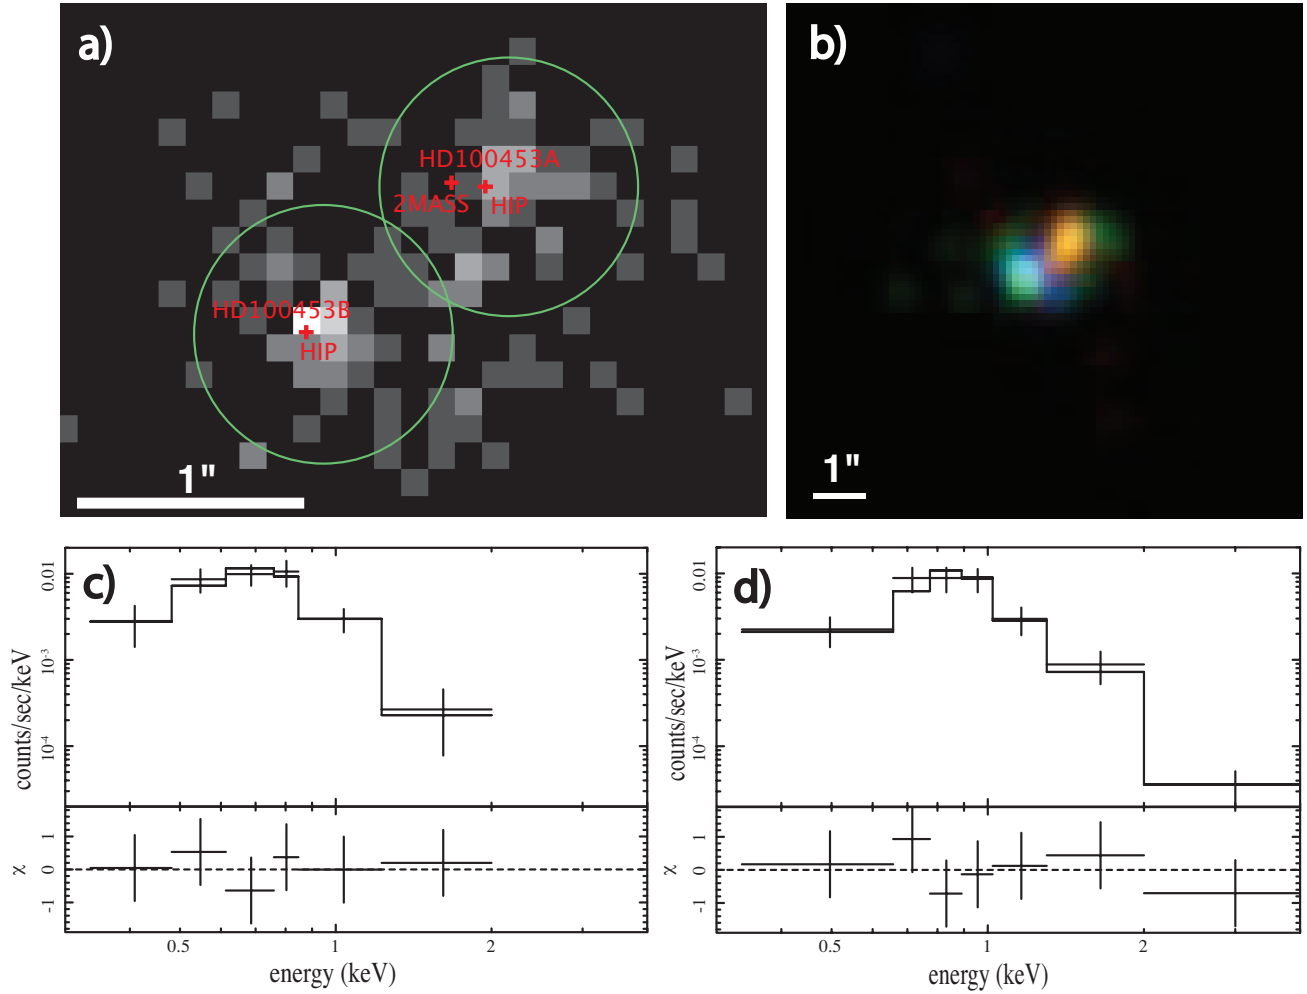 a)
HD100453A
2MASS
HIP
HD100453B
HIP
1"
b)
1"
c)
0.01
10⁻³
10⁻⁴
counts/sec/keV
1
0
-1
χ
0.5
1
2
energy (keV)
d)
0.01
10⁻³
10⁻⁴
counts/sec/keV
1
0
-1
χ
0.5
1
2
energy (keV)